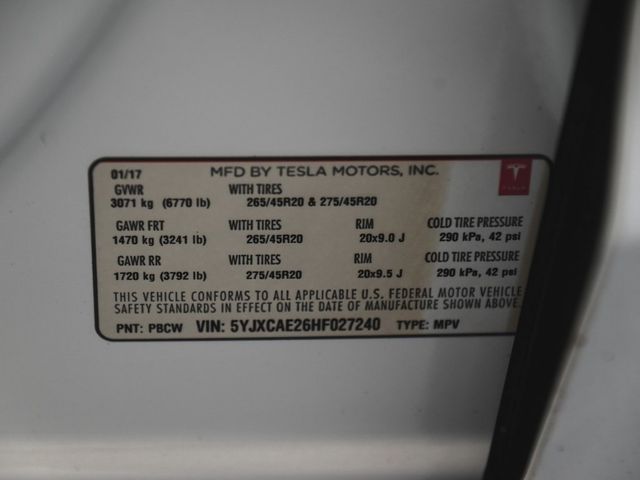 01/17 MFD BY TESLA MOTORS, INC.
GVWR WITH TIRES
3071 kg (6770 lb) 265/45R20 & 275/45R20
TESLA
GAWR FRT WITH TIRES RIM COLD TIRE PRESSURE
1470 kg (3241 lb) 265/45R20 20x9.0 J 290 kPa, 42 psi
GAWR RR WITH TIRES RIM COLD TIRE PRESSURE
1720 kg (3792 lb) 275/45R20 20x9.5 J 290 kPa, 42 psi
THIS VEHICLE CONFORMS TO ALL APPLICABLE U.S. FEDERAL MOTOR VEHICLE
SAFETY STANDARDS IN EFFECT ON THE DATE OF MANUFACTURE SHOWN ABOVE.
PNT: PBCW VIN: 5YJXCAE26HF027240 TYPE: MPV